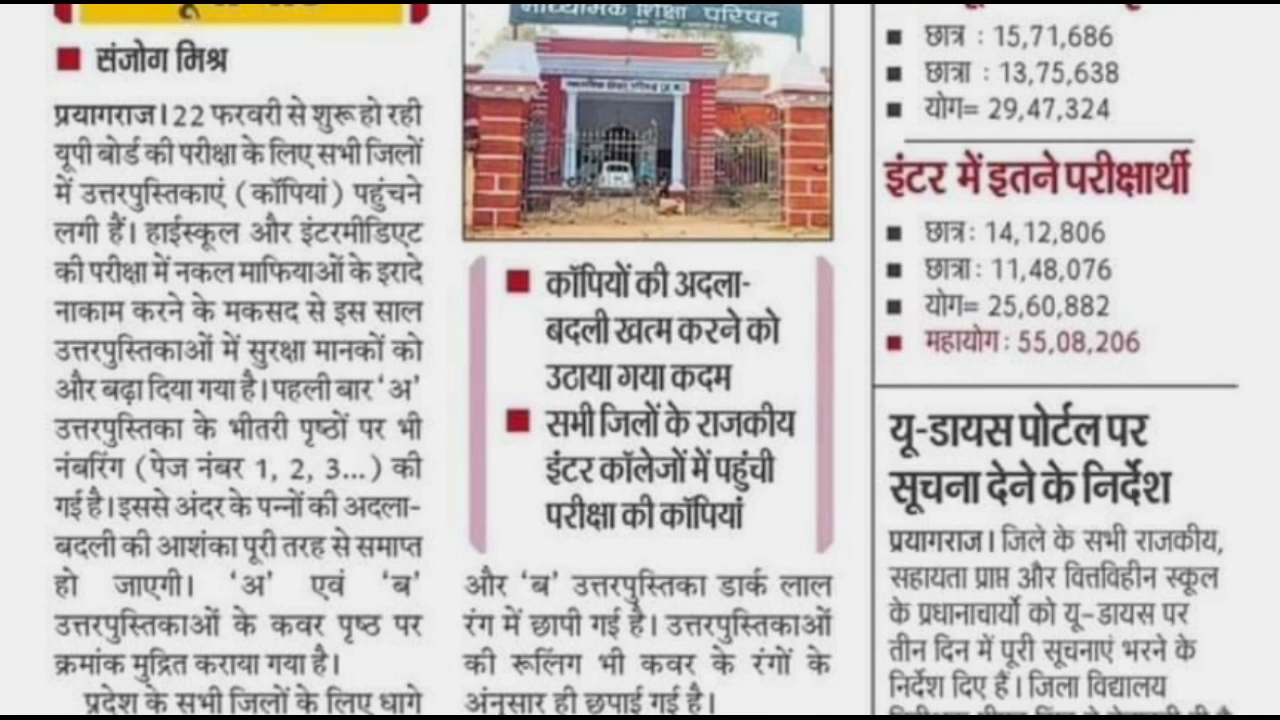 संजोग मिश्र
प्रयागराज। 22 फरवरी से शुरू हो रही
यूपी बोर्ड की परीक्षा के लिए सभी जिलों
में उत्तरपुस्तिकाएं (कॉपियां) पहुंचने
लगी हैं। हाईस्कूल और इंटरमीडिएट
की परीक्षा में नकल माफियाओं के इरादे
नाकाम करने के मकसद से इस साल
उत्तरपुस्तिकाओं में सुरक्षा मानकों को
और बढ़ा दिया गया है। पहली बार ‘अ’
उत्तरपुस्तिका के भीतरी पृष्ठों पर भी
नंबरिंग (पेज नंबर 1, 2, 3...) की
गई है। इससे अंदर के पन्नों की अदला-
बदली की आशंका पूरी तरह से समाप्त
हो जाएगी। ‘अ’ एवं ‘ब’
उत्तरपुस्तिकाओं के कवर पृष्ठ पर
क्रमांक मुद्रित कराया गया है।
प्रदेश के सभी जिलों के लिए धागे
माध्यमिक शिक्षा परिषद
कॉपियों की अदला-
बदली खत्म करने को
उठाया गया कदम
सभी जिलों के राजकीय
इंटर कॉलेजों में पहुंची
परीक्षा की कॉपियां
और ‘ब’ उत्तरपुस्तिका डार्क लाल
रंग में छापी गई है। उत्तरपुस्तिकाओं
की रूलिंग भी कवर के रंगों के
अंनुसार ही छपाई गई है।
छात्र : 15,71,686
छात्रा : 13,75,638
योग= 29,47,324
इंटर में इतने परीक्षार्थी
छात्र: 14,12,806
छात्रा: 11,48,076
योग= 25,60,882
महायोग: 55,08,206
यू-डायस पोर्टल पर
सूचना देने के निर्देश
प्रयागराज। जिले के सभी राजकीय,
सहायता प्राप्त और वित्तविहीन स्कूल
के प्रधानाचार्यो को यू-डायस पर
तीन दिन में पूरी सूचनाएं भरने के
निर्देश दिए हैं। जिला विद्यालय